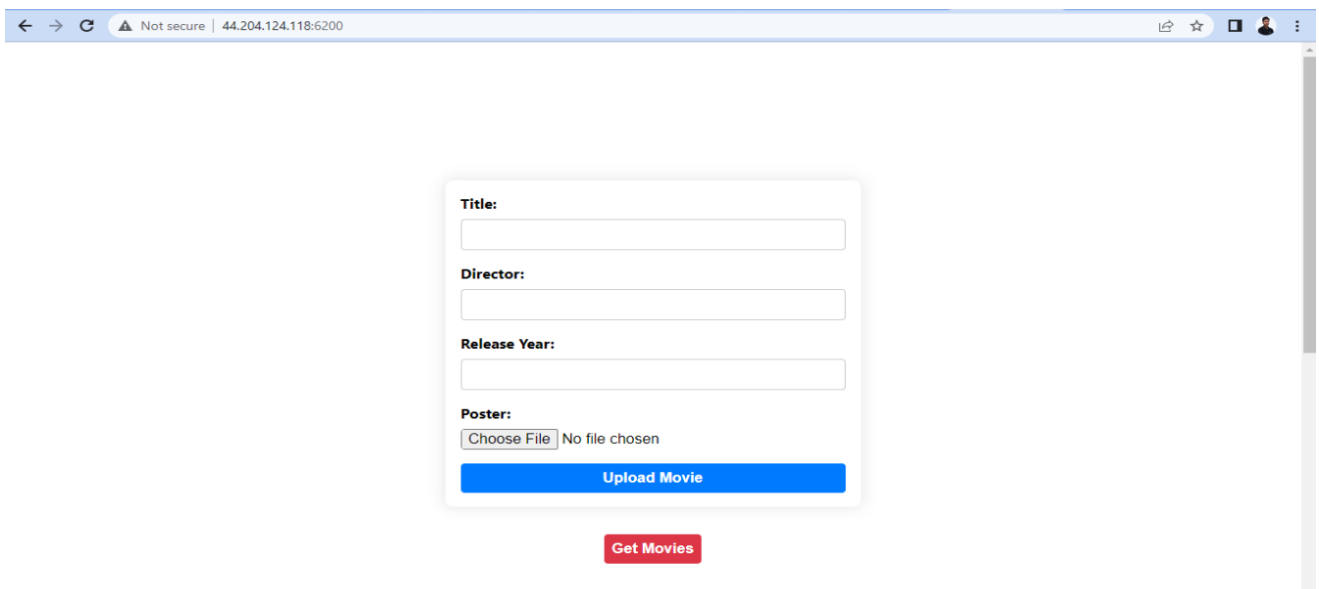 Not secure | 44.204.124.118:6200
Title:
Director:
Release Year:
Poster:
Choose File No file chosen
Upload Movie
Get Movies